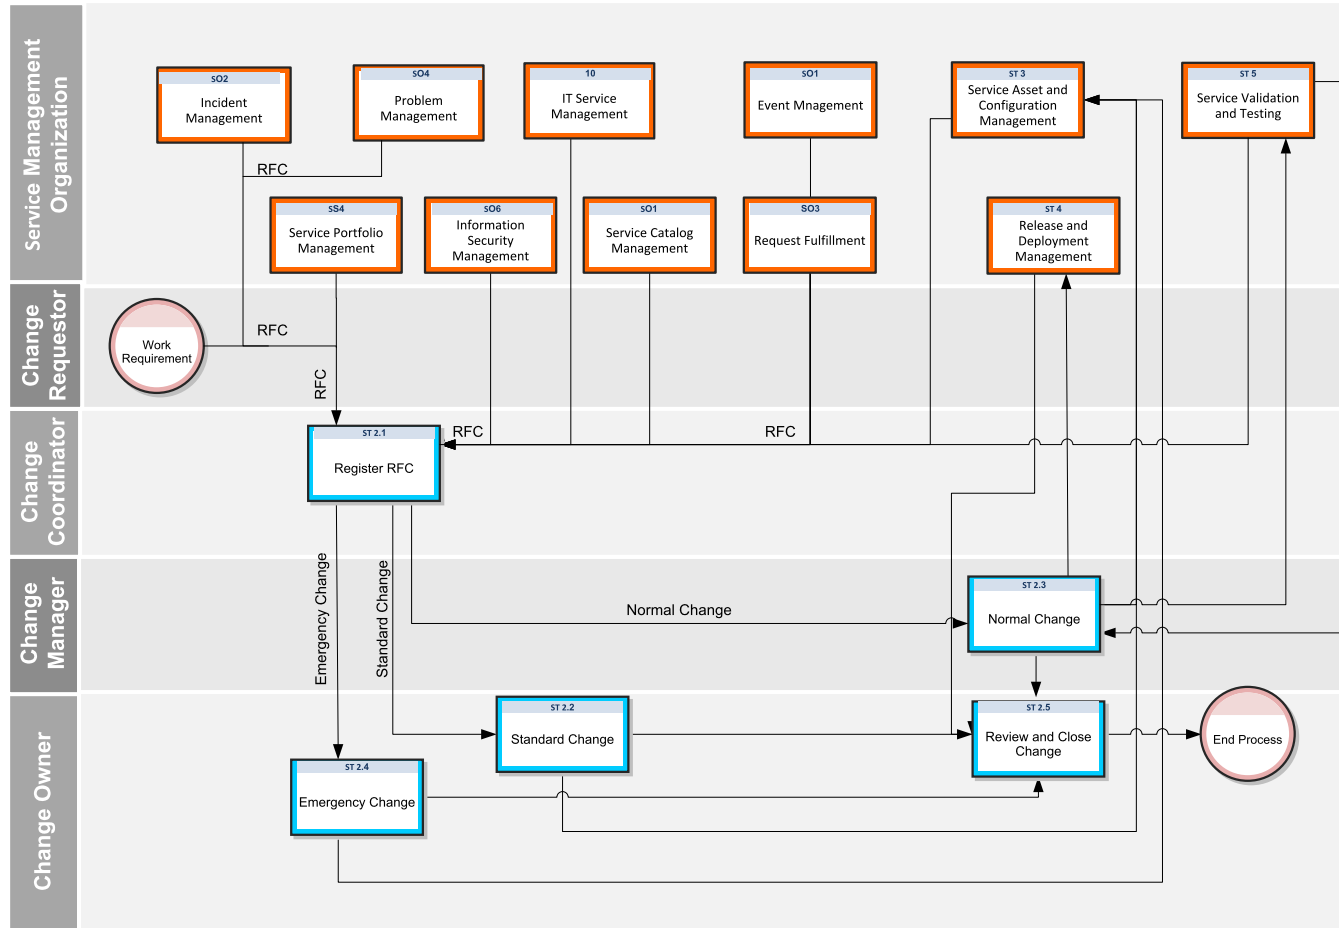 Service Management
Organization
SO2
Incident
Management
SO4
Problem
Management
10
IT Service
Management
SO1
Event Mnagement
ST 3
Service Asset and
Configuration
Management
ST 5
Service Validation
and Testing
RFC
sS4
Service Portfolio
Management
SO6
Information
Security
Management
SO1
Service Catalog
Management
SO3
Request Fulfillment
ST 4
Release and
Deployment
Management
Change
Requestor
Work
Requirement
RFC
RFC
Change
Coordinator
ST 2.1
Register RFC
RFC
RFC
Change
Manager
Emergency Change
Standard Change
Normal Change
ST 2.3
Normal Change
Change Owner
ST 2.2
Standard Change
ST 2.5
Review and Close
Change
End Process
ST 2.4
Emergency Change